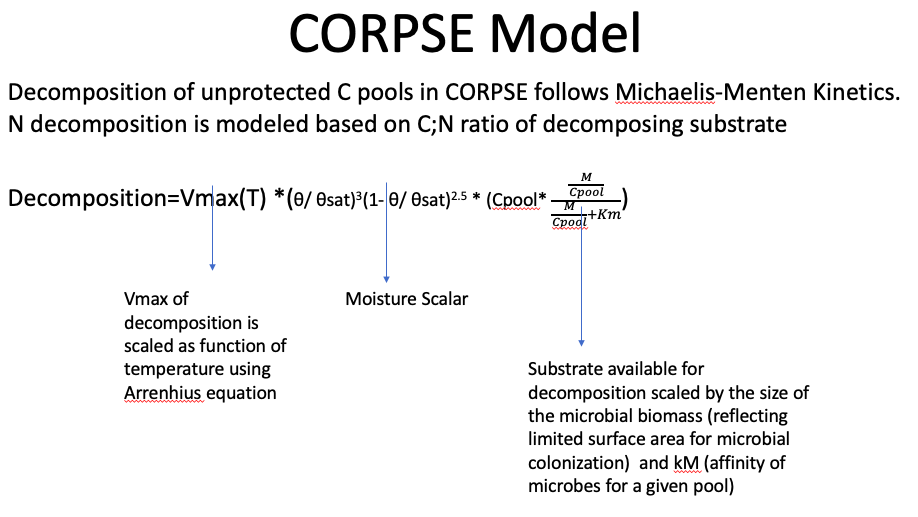 CORPSE Model
Decomposition of unprotected C pools in CORPSE follows Michaelis-Menten Kinetics.
N decomposition is modeled based on C;N ratio of decomposing substrate
Decomposition=Vmax(T) *(θ/ θsat)³(1- θ/ θsat)²·⁵ * (Cpool* (M/Cpool)/(M/Cpool+Km))
Vmax of
decomposition is
scaled as function of
temperature using
Arrenhius equation
Moisture Scalar
Substrate available for
decomposition scaled by the size of
the microbial biomass (reflecting
limited surface area for microbial
colonization)  and kM (affinity of
microbes for a given pool)